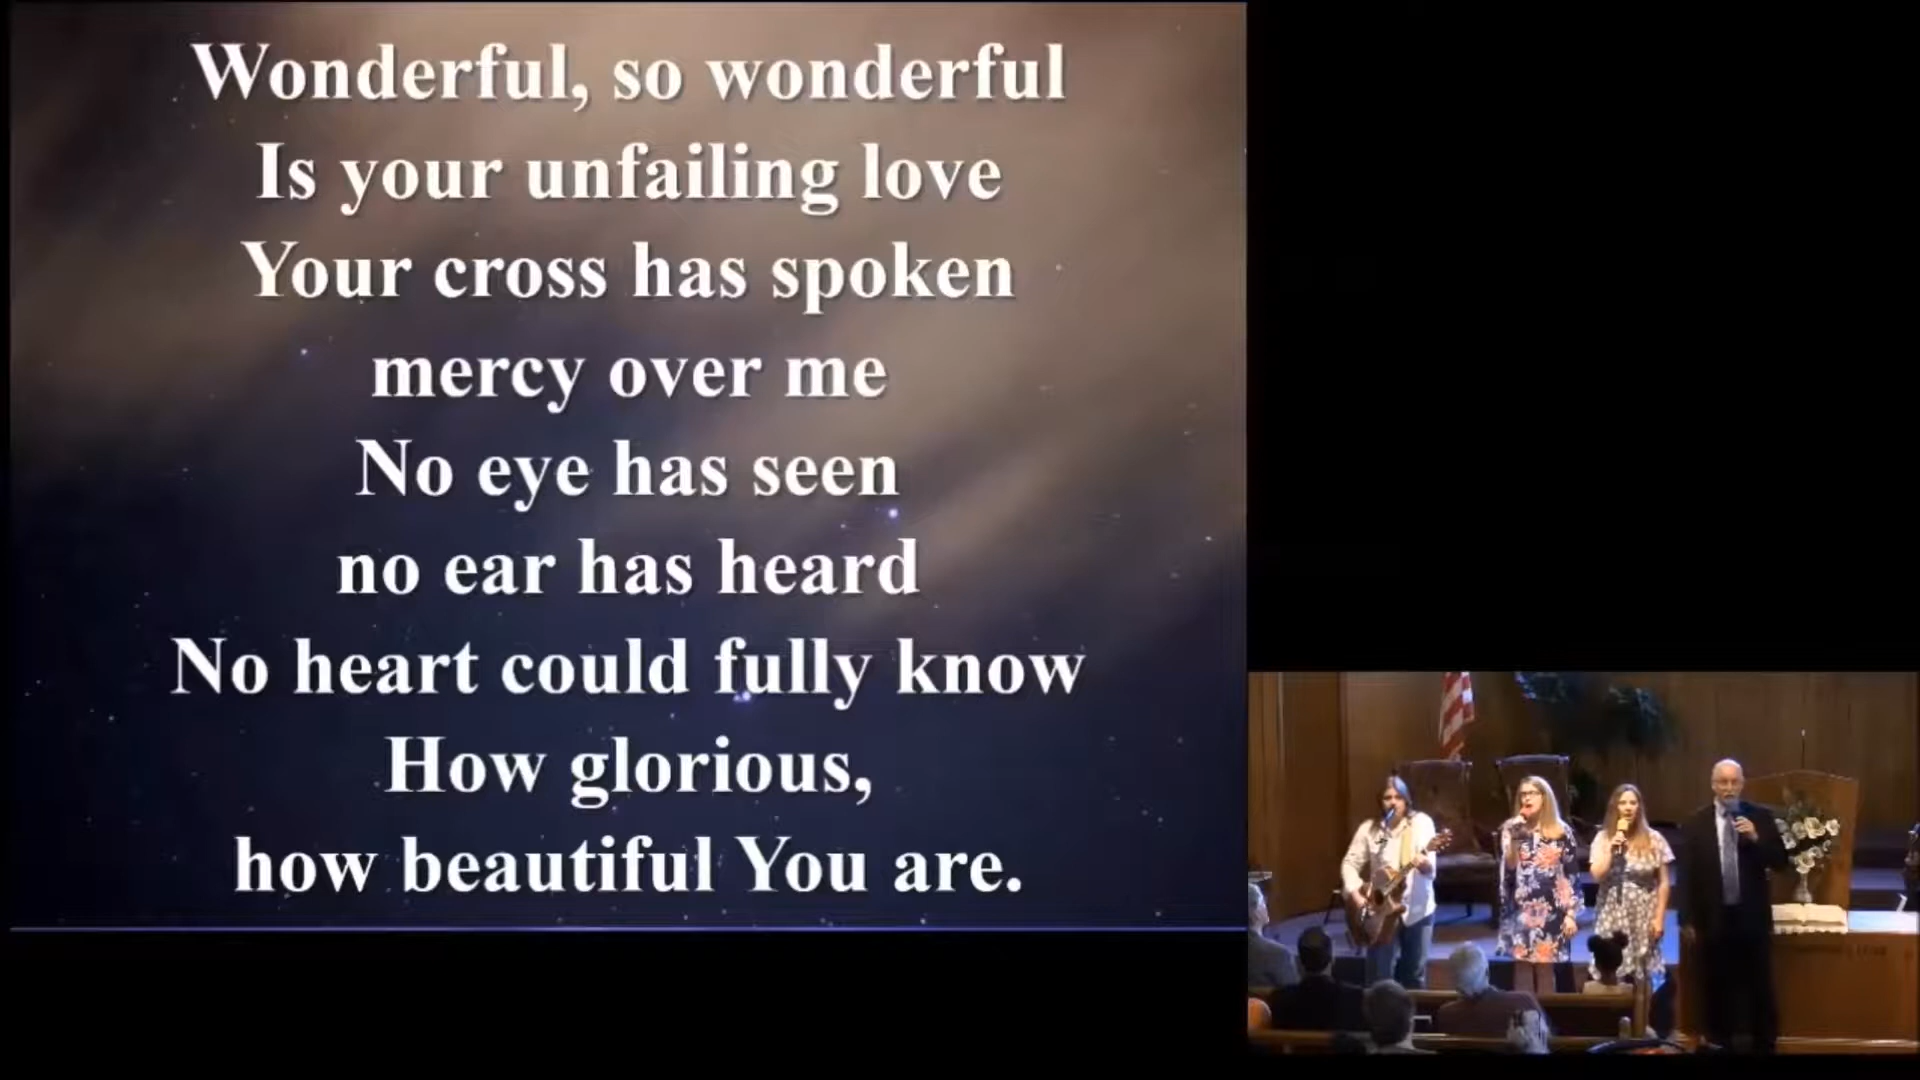 Wonderful, so wonderful
Is your unfailing love
Your cross has spoken
mercy over me
No eye has seen
no ear has heard
No heart could fully know
How glorious,
how beautiful You are.